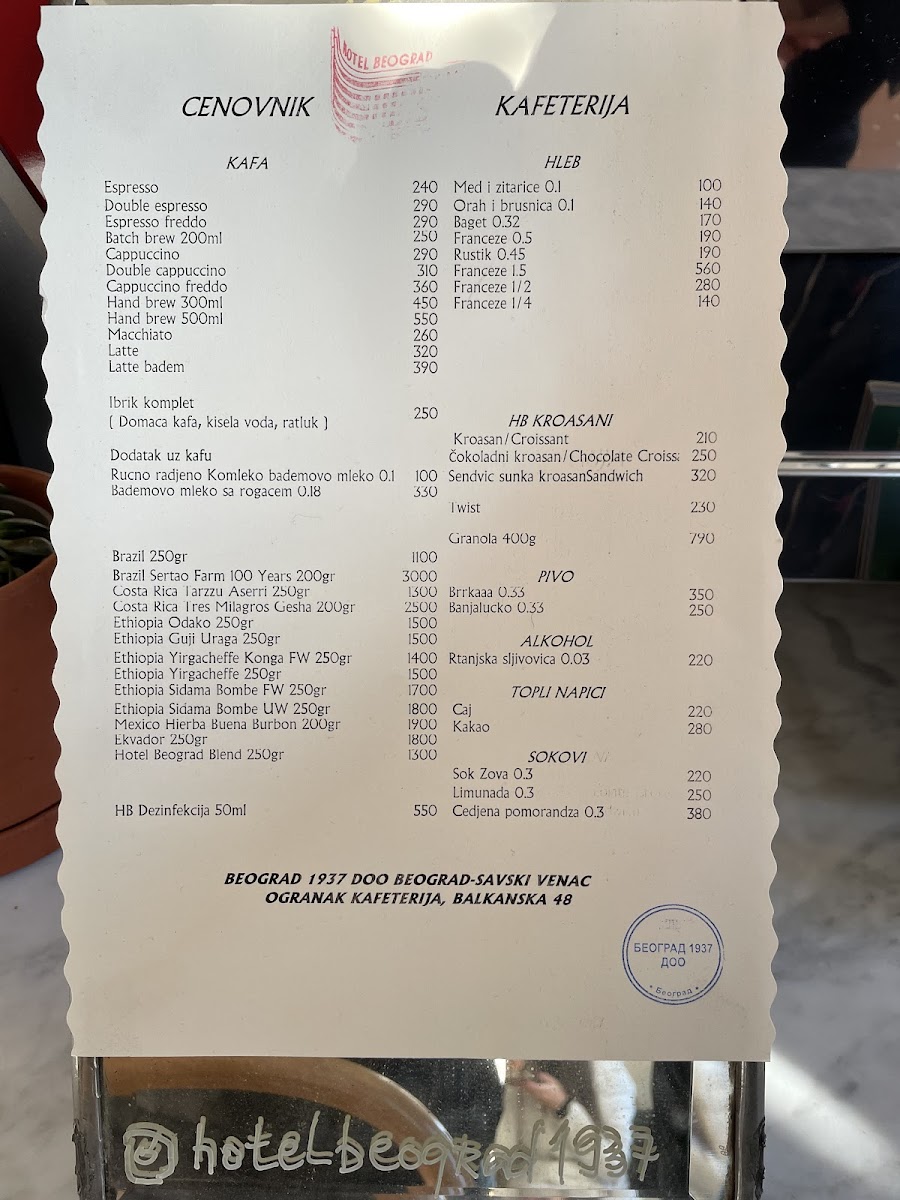 HOTEL BEOGRAD
CENOVNIK
KAFETERIJA
KAFA
Espresso 240
Double espresso 290
Espresso freddo 290
Batch brew 200ml 250
Cappuccino 290
Double cappuccino 310
Cappuccino freddo 360
Hand brew 300ml 450
Hand brew 500ml 550
Macchiato 260
Latte 320
Latte badem 390
Ibrik komplet
( Domaca kafa, kisela voda, ratluk ) 250
Dodatak uz kafu
Rucno radjeno Komleko bademovo mleko 0.1 100
Bademovo mleko sa rogacem 0.18 330
Brazil 250gr 1100
Brazil Sertao Farm 100 Years 200gr 3000
Costa Rica Tarzzu Aserri 250gr 1300
Costa Rica Tres Milagros Gesha 200gr 2500
Ethiopia Odako 250gr 1500
Ethiopia Guji Uraga 250gr 1500
Ethiopia Yirgacheffe Konga FW 250gr 1400
Ethiopia Yirgacheffe 250gr 1500
Ethiopia Sidama Bombe FW 250gr 1700
Ethiopia Sidama Bombe UW 250gr 1800
Mexico Hierba Buena Burbon 200gr 1900
Ekvador 250gr 1800
Hotel Beograd Blend 250gr 1300
HB Dezinfekcija 50ml 550
HLEB
Med i zitarice 0.1 100
Orah i brusnica 0.1 140
Baget 0.32 170
Franceze 0.5 190
Rustik 0.45 190
Franceze 1.5 560
Franceze 1/2 280
Franceze 1/4 140
HB KROASANI
Kroasan/Croissant 210
čokoladni kroasan/Chocolate Croissa 250
Sendvic sunka kroasanSandwich 320
Twist 230
Granola 400g 790
PIVO
Brrkaaa 0.33 350
Banjalucko 0.33 250
ALKOHOL
Rtanjska sljivovica 0.03 220
TOPLI NAPICI
Caj 220
Kakao 280
SOKOVI
Sok Zova 0.3 220
Limunada 0.3 250
Cedjena pomorandza 0.3 380
BEOGRAD 1937 DOO BEOGRAD-SAVSKI VENAC
OGRANAK KAFETERIJA, BALKANSKA 48
БЕОГРАД 1937
ДОО
Београд
hotelbeograd1937